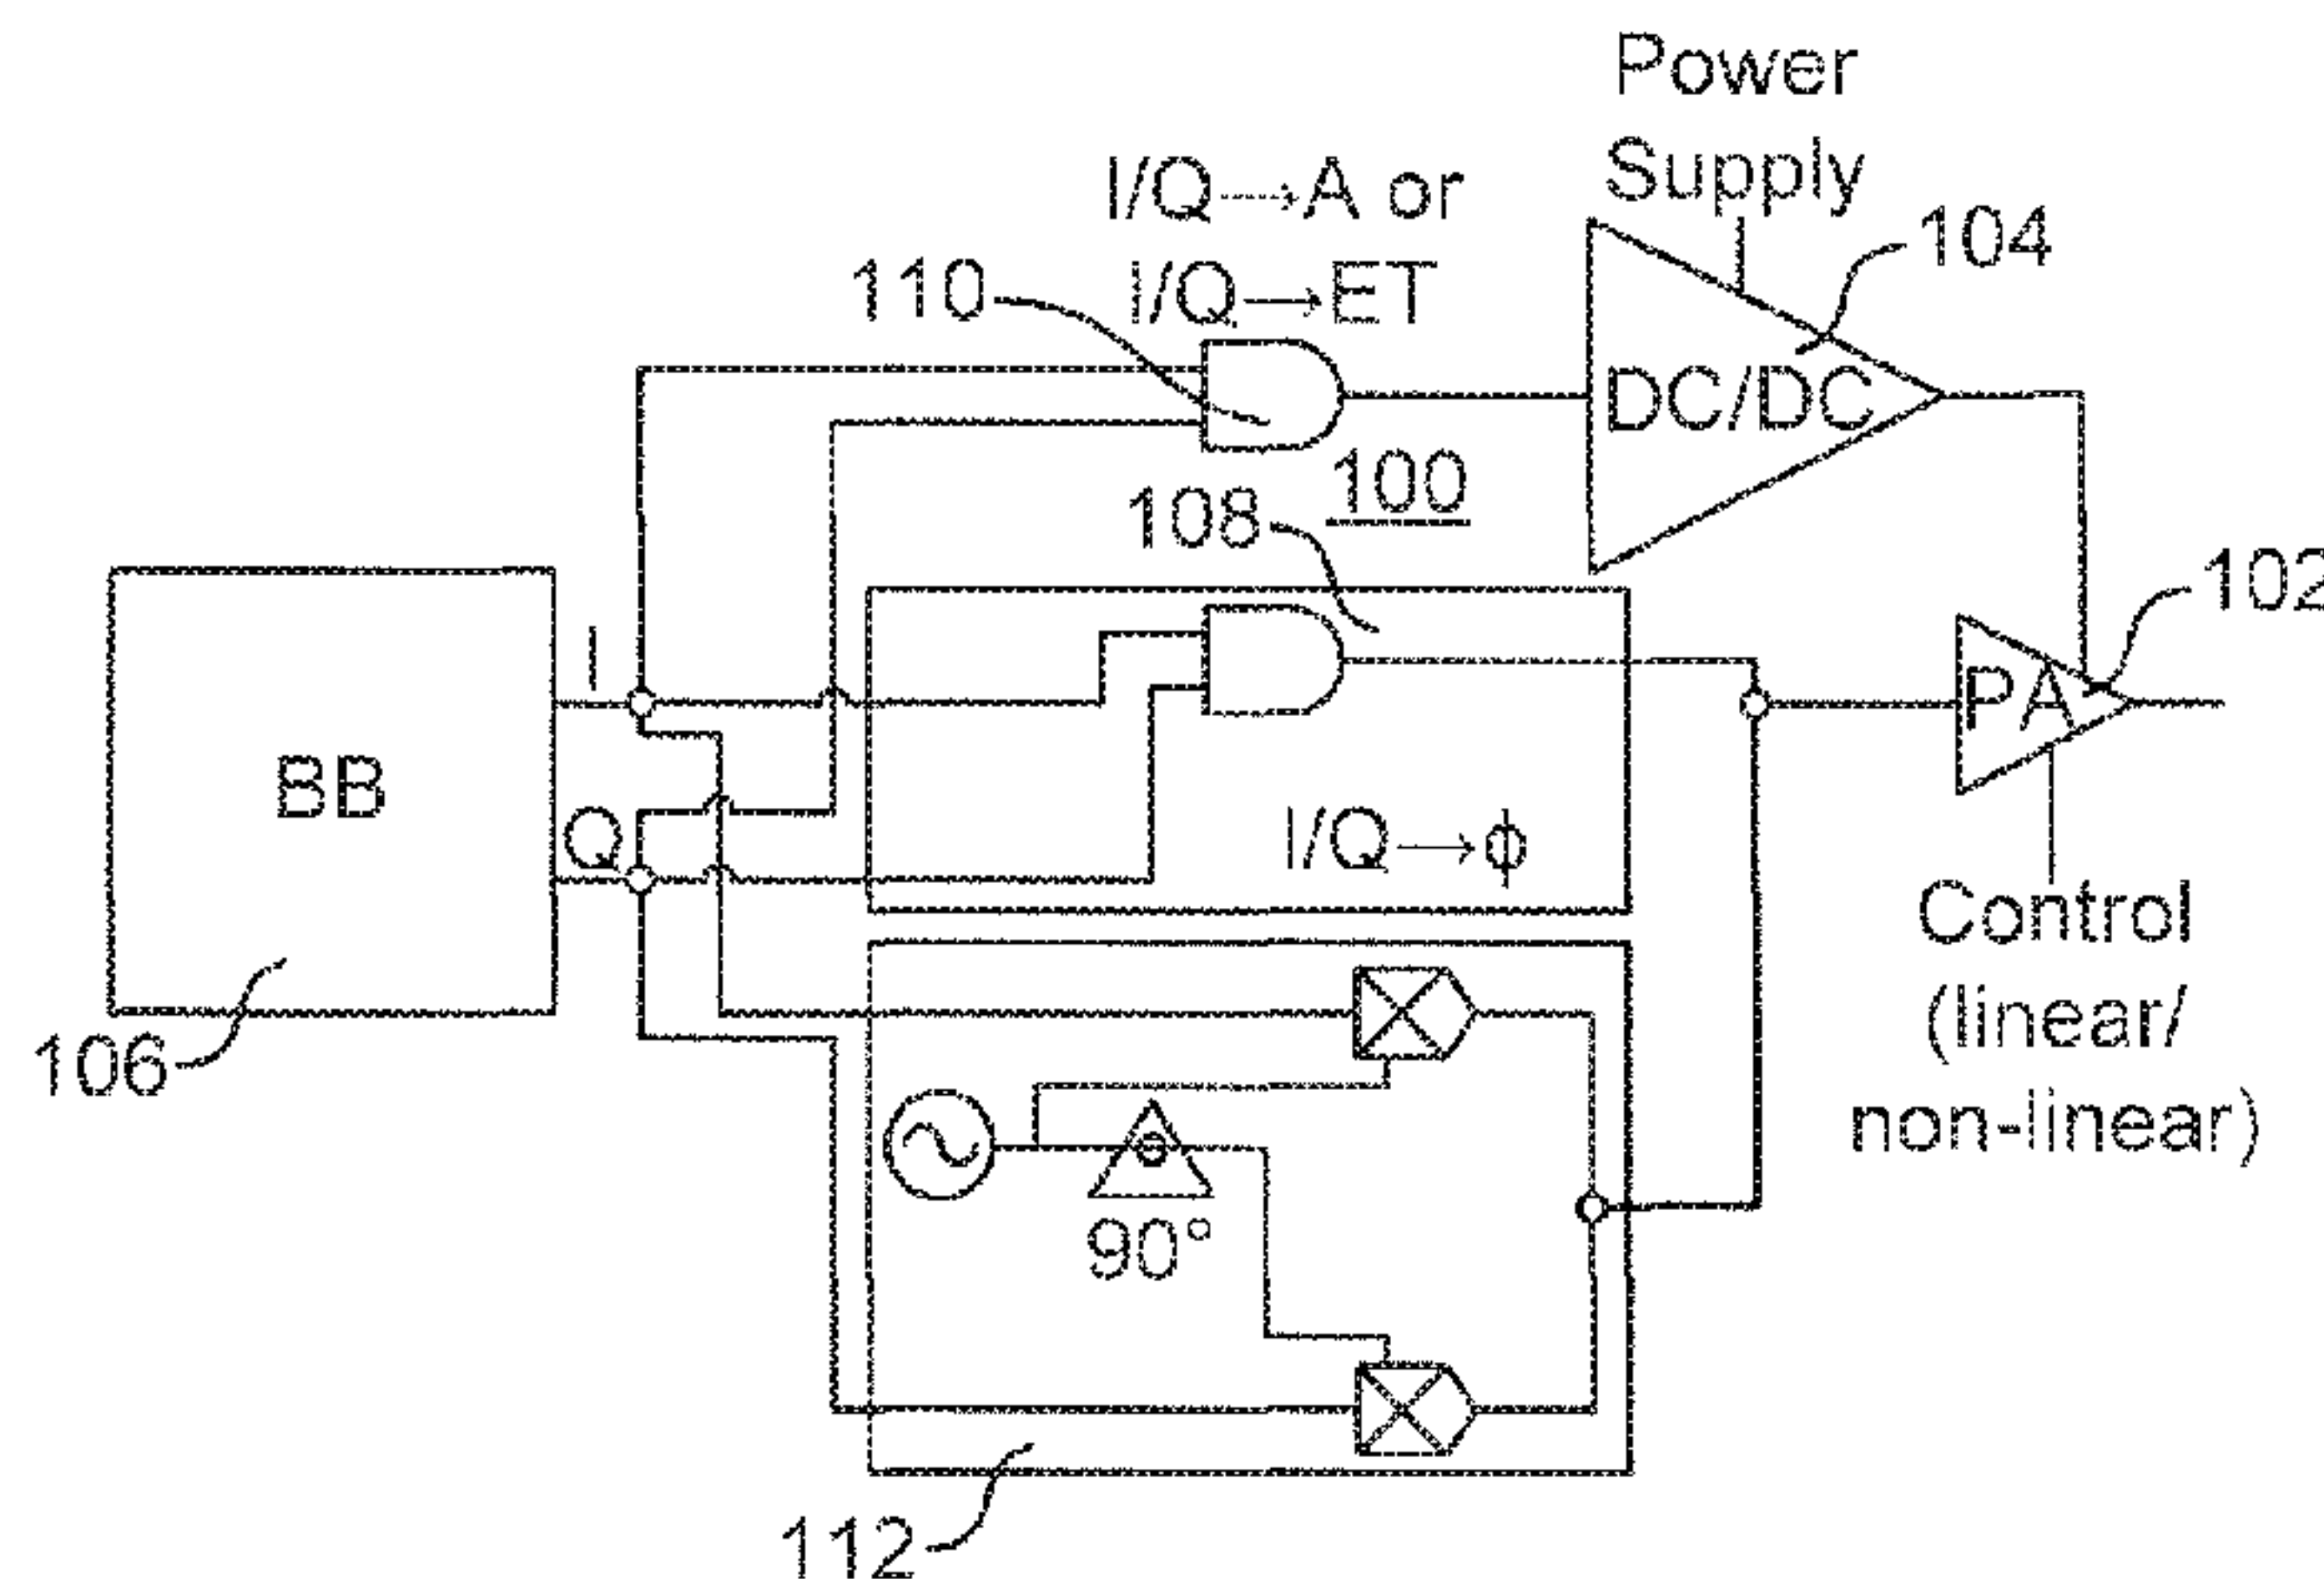 Power
Supply
I/Q→A or
I/Q→ET
110
104
DC/DC
100
108
102
I
PA
BB
Q
I/Q→ϕ
Control
(linear/
non-linear)
106
90°
112